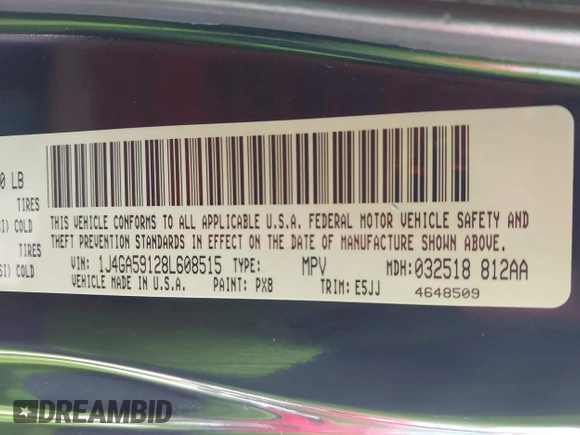 0 LB
TIRES
SI) COLD
TIRES
SI) COLD
THIS VEHICLE CONFORMS TO ALL APPLICABLE U.S.A. FEDERAL MOTOR VEHICLE SAFETY AND
THEFT PREVENTION STANDARDS IN EFFECT ON THE DATE OF MANUFACTURE SHOWN ABOVE.
VIN: 1J4GA59128L608515 TYPE: MPV MDH:032518 812AA
VEHICLE MADE IN U.S.A. PAINT: PX8 TRIM: E5JJ 4648509
DREAMBID